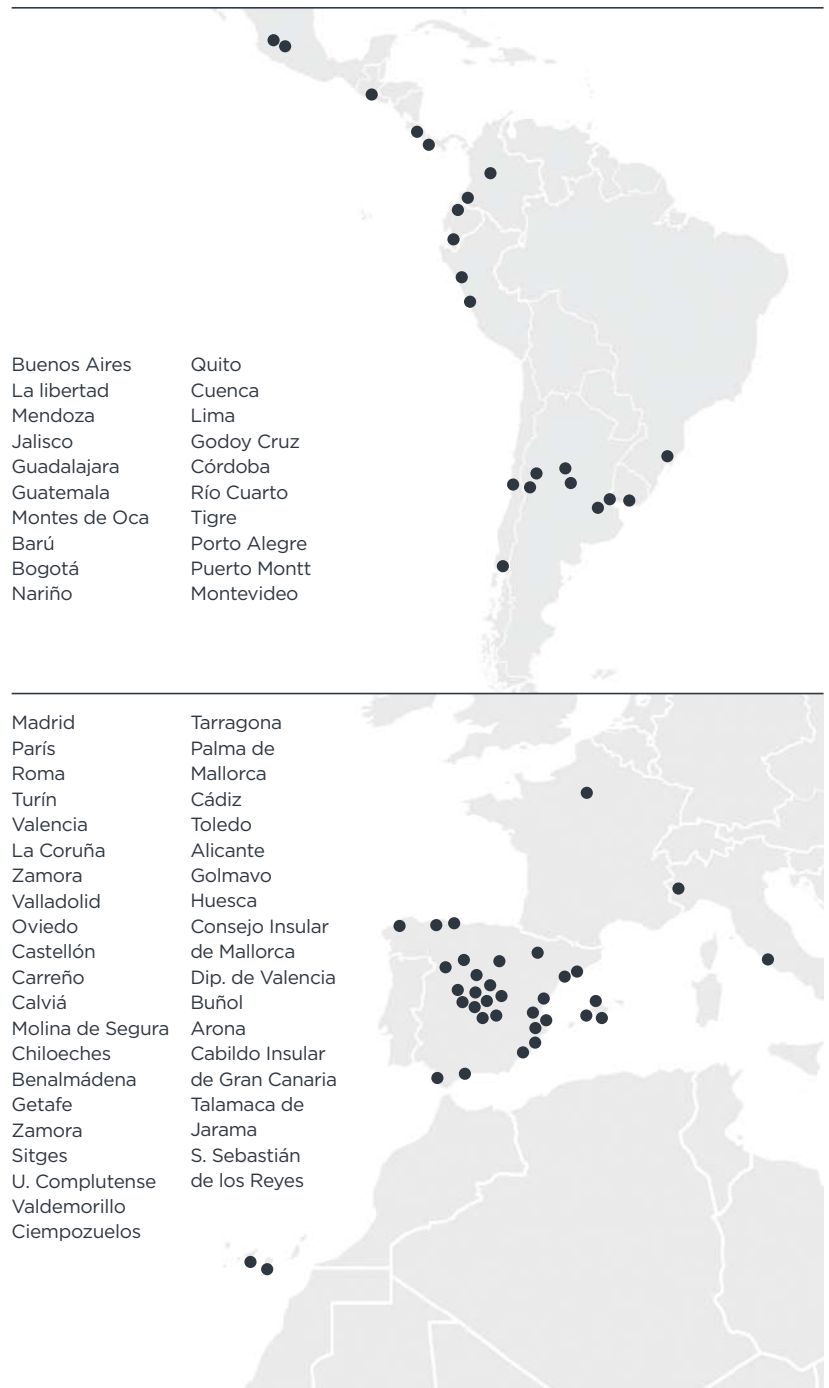 Buenos Aires
La libertad
Mendoza
Jalisco
Guadalajara
Guatemala
Montes de Oca
Barú
Bogotá
Nariño
Quito
Cuenca
Lima
Godoy Cruz
Córdoba
Río Cuarto
Tigre
Porto Alegre
Puerto Montt
Montevideo
Madrid
París
Roma
Turín
Valencia
La Coruña
Zamora
Valladolid
Oviedo
Castellón
Carreño
Calviá
Molina de Segura
Chiloeches
Benalmádena
Getafe
Zamora
Sitges
U. Complutense
Valdemorillo
Ciempozuelos
Tarragona
Palma de
Mallorca
Cádiz
Toledo
Alicante
Golmavo
Huesca
Consejo Insular
de Mallorca
Dip. de Valencia
Buñol
Arona
Cabildo Insular
de Gran Canaria
Talamaca de
Jarama
S. Sebastián
de los Reyes